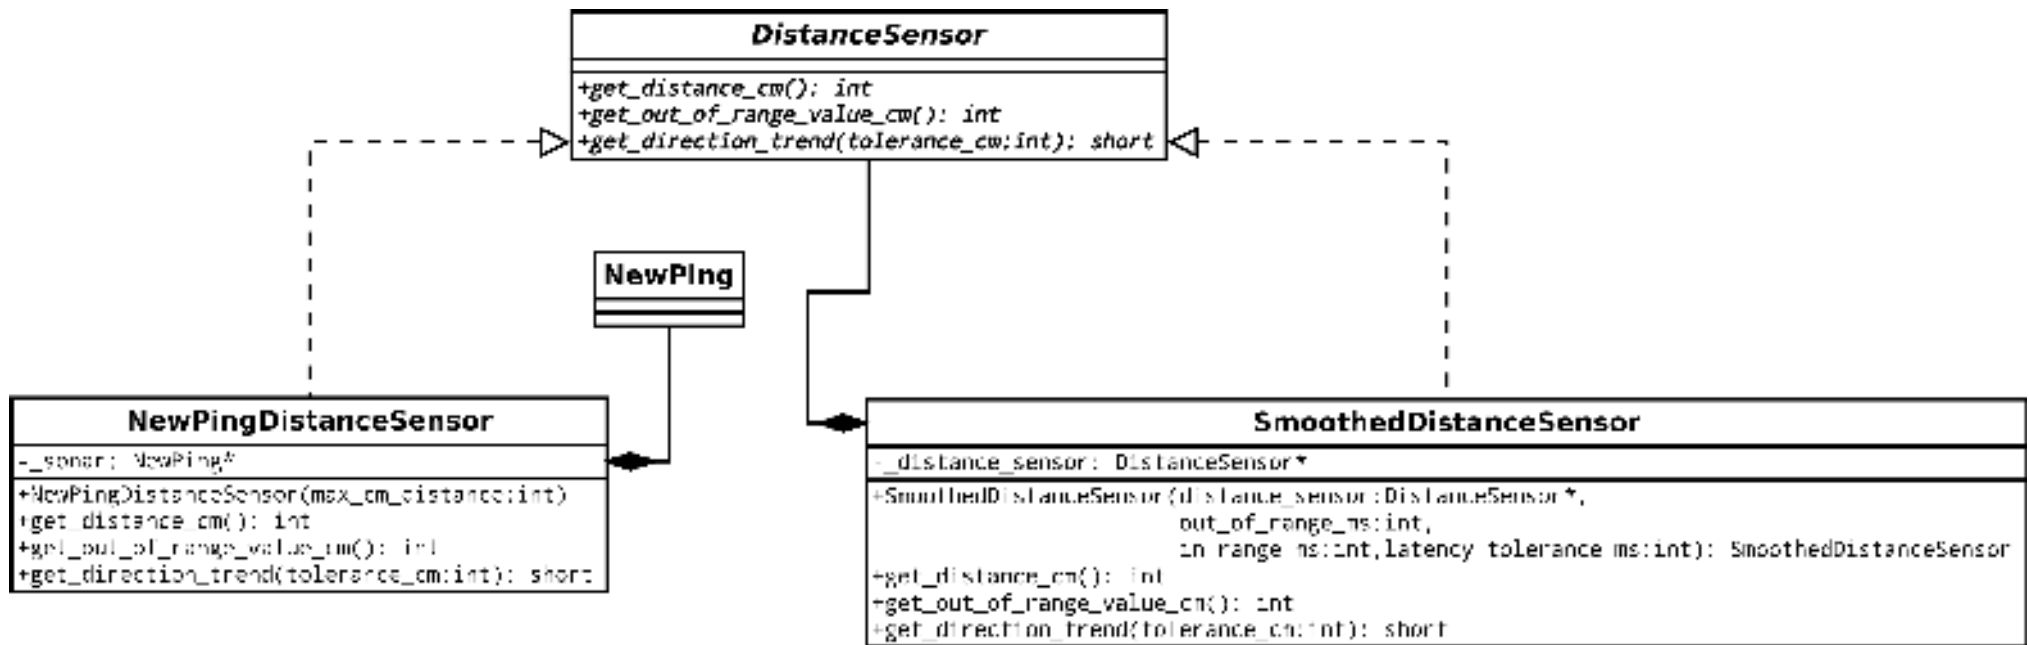 DistanceSensor
+get_distance_cm(): int
+get_out_of_range_value_cm(): int
+get_direction_trend(tolerance_cm:int): short
NewPing
NewPingDistanceSensor
-_sonar: NewPing*
+NewPingDistanceSensor(max_cm_distance:int)
+get_distance_cm(): int
+get_out_of_range_value_cm(): int
+get_direction_trend(tolerance_cm:int): short
SmoothedDistanceSensor
-_distance_sensor: DistanceSensor*
+SmoothedDistanceSensor(distance_sensor:DistanceSensor*,
out_of_range_ms:int,
in_range_ms:int,latency_tolerance_ms:int): SmoothedDistanceSensor
+get_distance_cm(): int
+get_out_of_range_value_cm(): int
+get_direction_trend(tolerance_cm:int): short